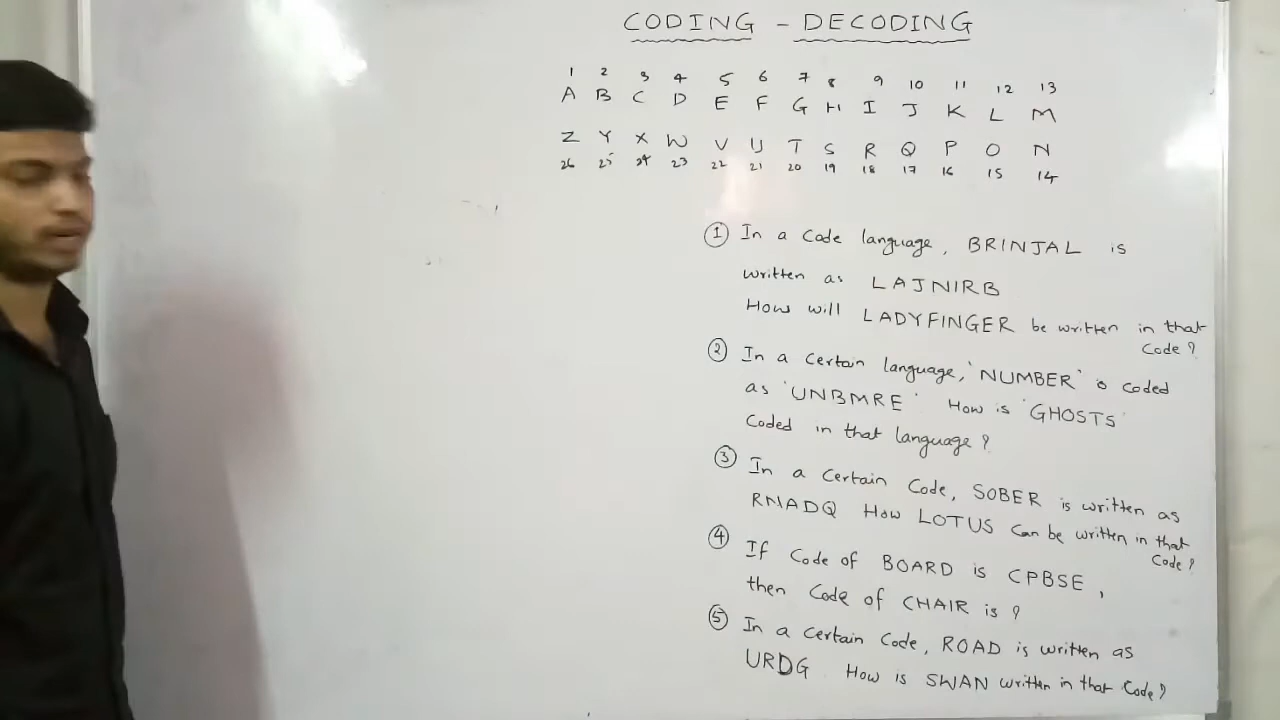 CODING - DECODING
1 2 3 4 5 6 7 8 9 10 11 12 13
A B C D E F G H I J K L M
Z Y X W V U T S R Q P O N
26 25 24 23 22 21 20 19 18 17 16 15 14
① In a Code language, BRINJAL is
written as LAJNIRB
How will LADYFINGER be written in that
Code?
② In a certain language, 'NUMBER' is coded
as 'UNBMRE' How is 'GHOSTS'
Coded in that language?
③ In a Certain Code, SOBER is written as
RNADQ How LOTUS Can be written in that
Code?
④ If Code of BOARD is CPBSE,
then Code of CHAIR is?
⑤ In a certain Code, ROAD is written as
URDG How is SWAN written in that Code?